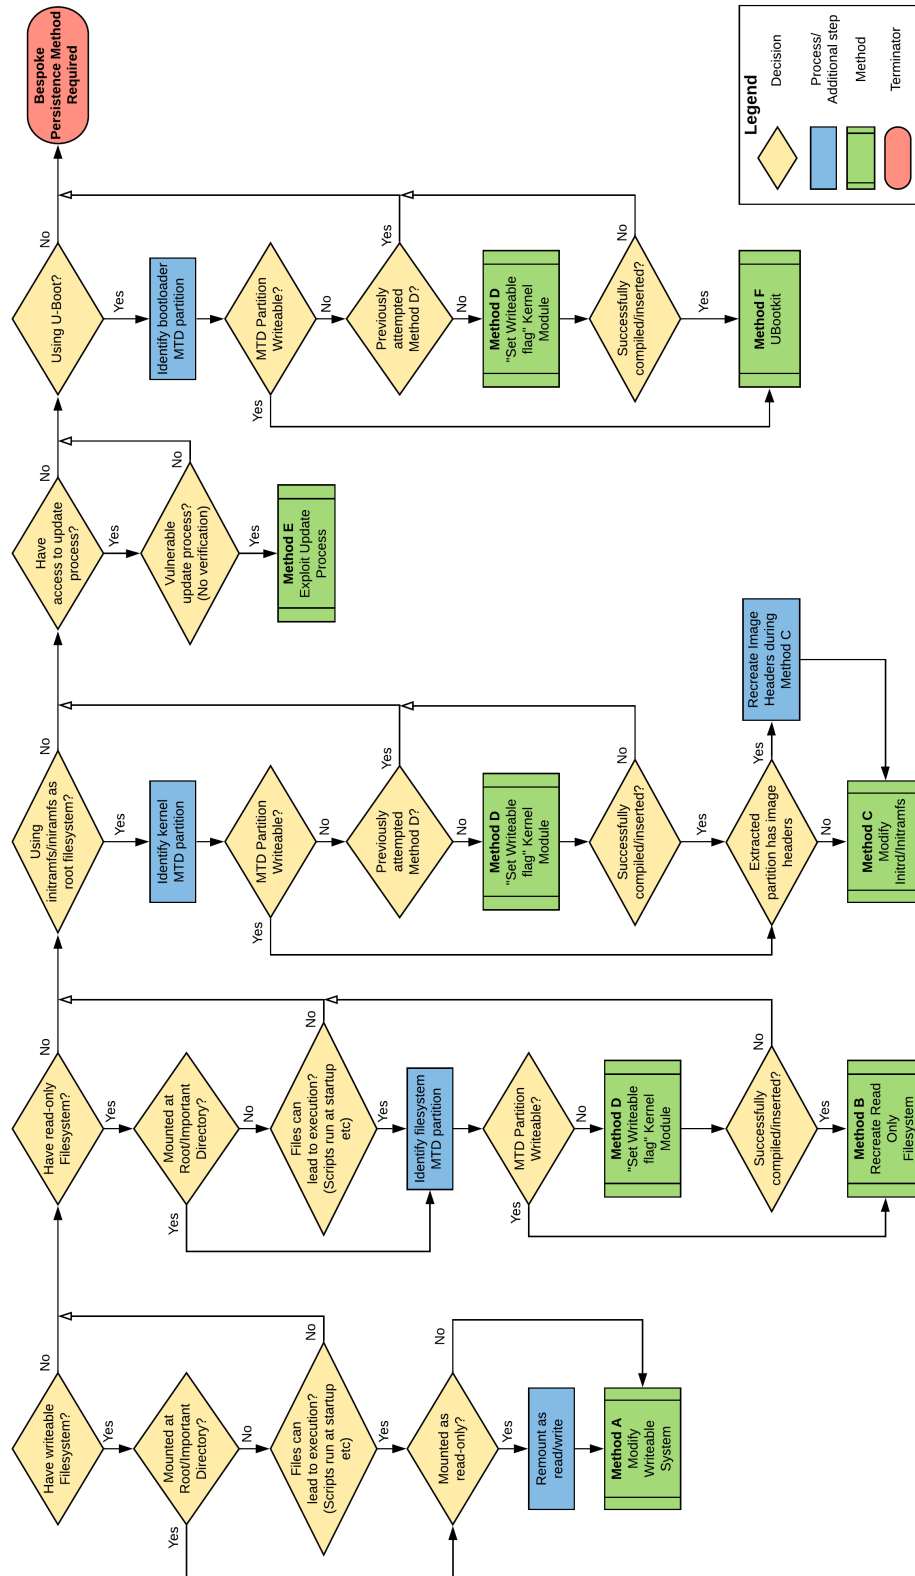 Have writeable
Filesystem?
No
Yes
Mounted at
Root/Important
Directory?
Yes
No
Files can
lead to execution?
(Scripts run at startup
etc)
No
Yes
Mounted as
read-only?
No
Yes
Remount as
read/write
Method A
Modify
Writeable
System
Have read-only
Filesystem?
No
Yes
Mounted at
Root/Important
Directory?
Yes
No
Files can
lead to execution?
(Scripts run at startup
etc)
No
Yes
Identify filesystem
MTD partition
MTD Partition
Writeable?
Yes
No
Method D
"Set Writeable
flag" Kernel
Module
Successfully
compiled/inserted?
No
Yes
Method B
Recreate Read
Only
Filesystem
Using
initramfs/iniramfs as
root filesystem?
No
Yes
Identify kernel
MTD partition
MTD Partition
Writeable?
Yes
No
Previously
attempted
Method D?
Yes
No
Method D
"Set Writeable
flag" Kernel
Module
Successfully
compiled/inserted?
No
Yes
Extracted
partition has image
headers
Yes
No
Recreate Image
Headers during
Method C
Method C
Modify
Initrd/Initramfs
Have
access to update
process?
No
Yes
Vulnerable
update process?
(No verification)
No
Yes
Method E
Exploit Update
Process
Using U-Boot?
No
Yes
Identify bootloader
MTD partition
MTD Partition
Writeable?
Yes
No
Previously
attempted
Method D?
Yes
No
Method D
"Set Writeable
flag" Kernel
Module
Successfully
compiled/inserted?
No
Yes
Method F
UBootkit
Bespoke
Persistence Method
Required
Legend
Decision
Process/
Additional step
Method
Terminator